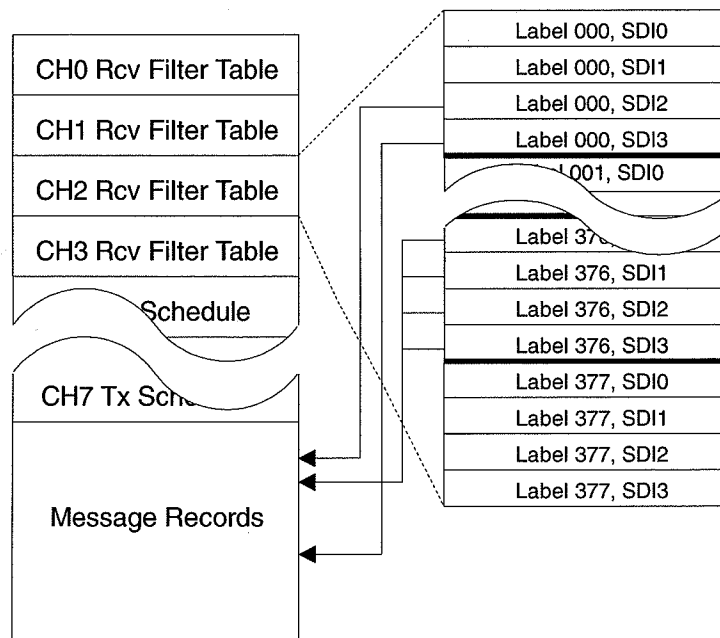 CH0 Rcv Filter Table
CH1 Rcv Filter Table
CH2 Rcv Filter Table
CH3 Rcv Filter Table
Schedule
CH7 Tx Sch
Message Records
Label 000, SDI0
Label 000, SDI1
Label 000, SDI2
Label 000, SDI3
001, SDI0
Label 376,
Label 376, SDI1
Label 376, SDI2
Label 376, SDI3
Label 377, SDI0
Label 377, SDI1
Label 377, SDI2
Label 377, SDI3